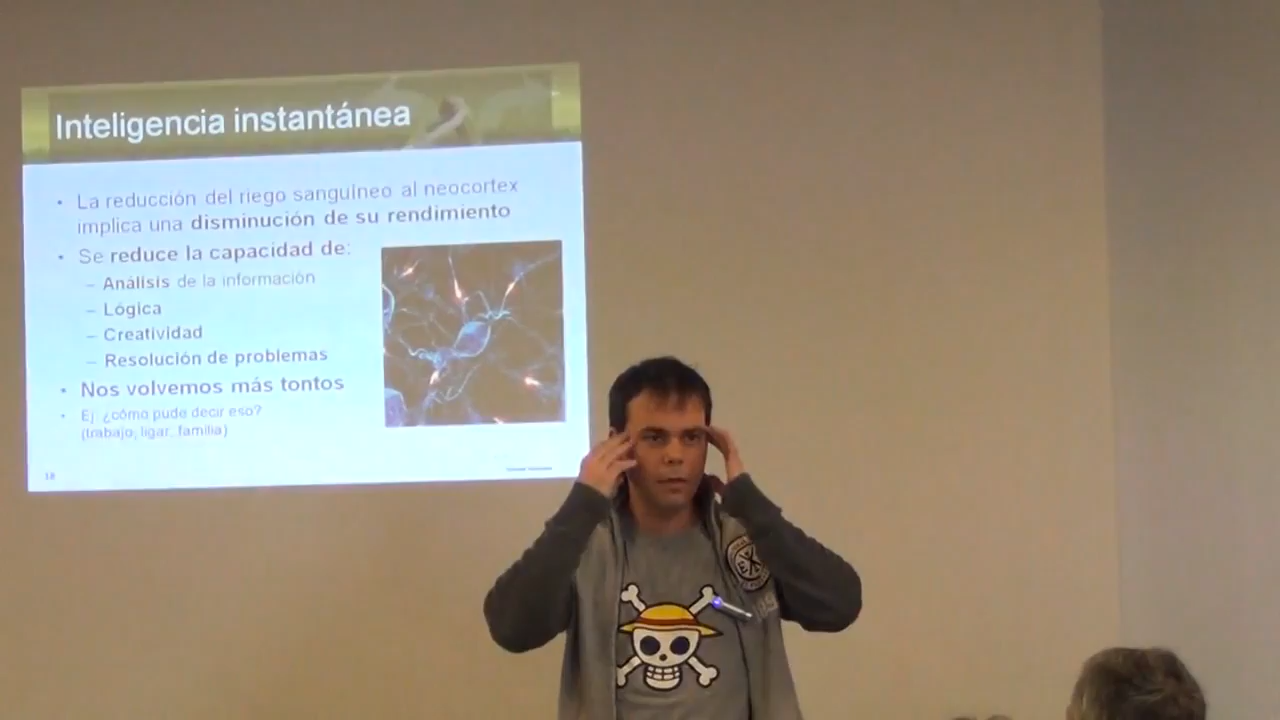 Inteligencia instantánea
• La reducción del riego sanguíneo al neocortex
implica una disminución de su rendimiento
• Se reduce la capacidad de:
– Análisis de la información
– Lógica
– Creatividad
– Resolución de problemas
• Nos volvemos más tontos
• Ej: ¿cómo pude decir eso?
(trabajo, ligar, familia)
18